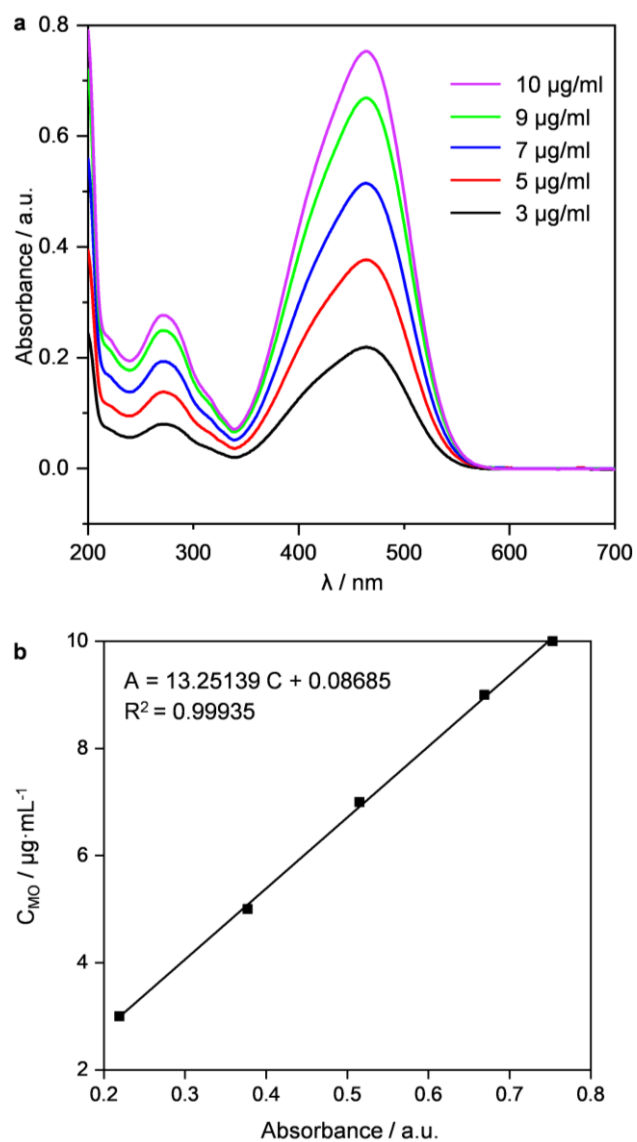 a
0.8
0.6
0.4
0.2
0.0
Absorbance / a.u.
10 µg/ml
9 µg/ml
7 µg/ml
5 µg/ml
3 µg/ml
200 300 400 500 600 700
λ / nm
b
10
8
6
4
2
C_MO / µg·mL⁻¹
A = 13.25139 C + 0.08685
R² = 0.99935
0.2 0.3 0.4 0.5 0.6 0.7 0.8
Absorbance / a.u.